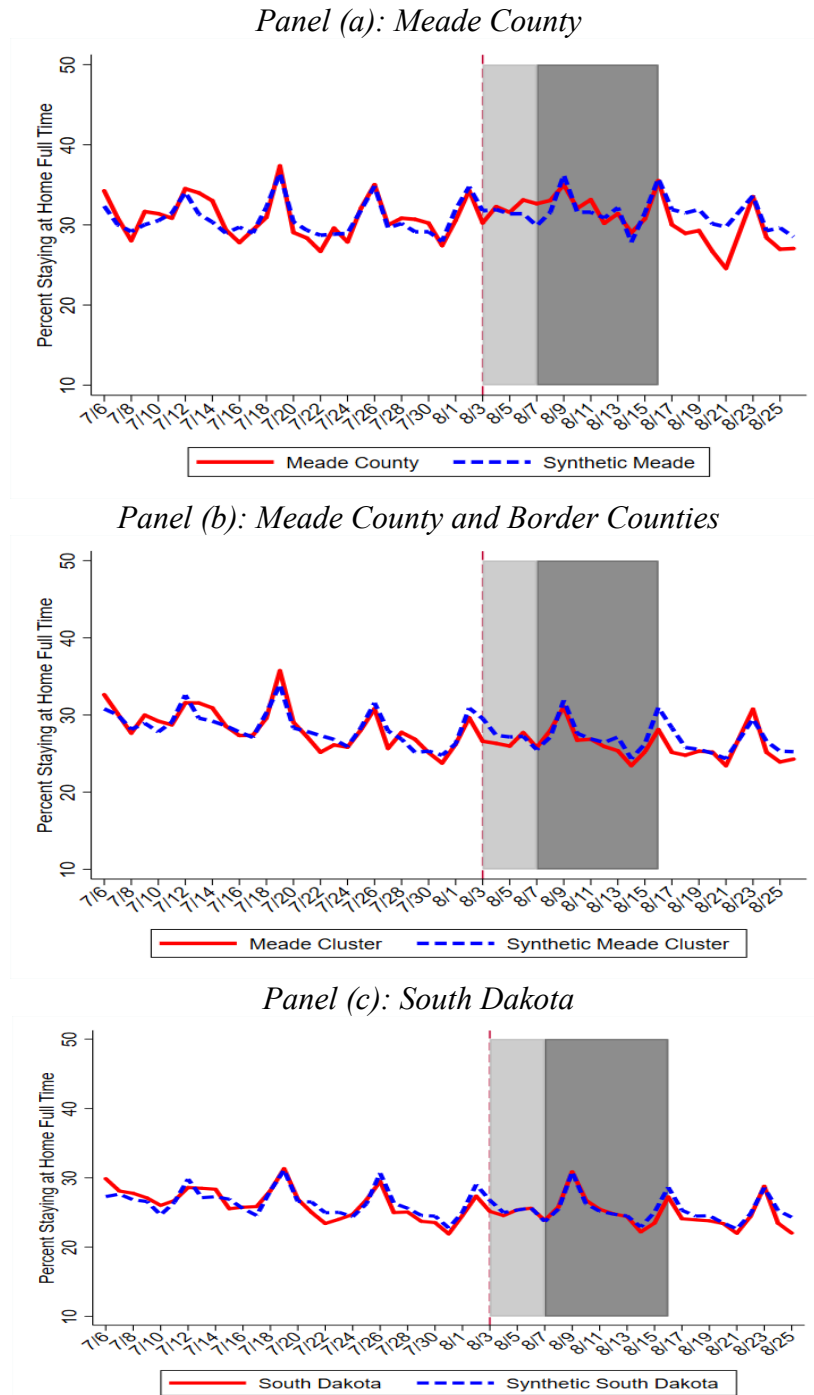 Panel (a): Meade County
Percent Staying at Home Full Time
50
40
30
20
10
7/6 7/8 7/10 7/12 7/14 7/16 7/18 7/20 7/22 7/24 7/26 7/28 7/30 8/1 8/3 8/5 8/7 8/9 8/11 8/13 8/15 8/17 8/19 8/21 8/23 8/25
Meade County Synthetic Meade
Panel (b): Meade County and Border Counties
Percent Staying at Home Full Time
50
40
30
20
10
7/6 7/8 7/10 7/12 7/14 7/16 7/18 7/20 7/22 7/24 7/26 7/28 7/30 8/1 8/3 8/5 8/7 8/9 8/11 8/13 8/15 8/17 8/19 8/21 8/23 8/25
Meade Cluster Synthetic Meade Cluster
Panel (c): South Dakota
Percent Staying at Home Full Time
50
40
30
20
10
7/6 7/8 7/10 7/12 7/14 7/16 7/18 7/20 7/22 7/24 7/26 7/28 7/30 8/1 8/3 8/5 8/7 8/9 8/11 8/13 8/15 8/17 8/19 8/21 8/23 8/25
South Dakota Synthetic South Dakota